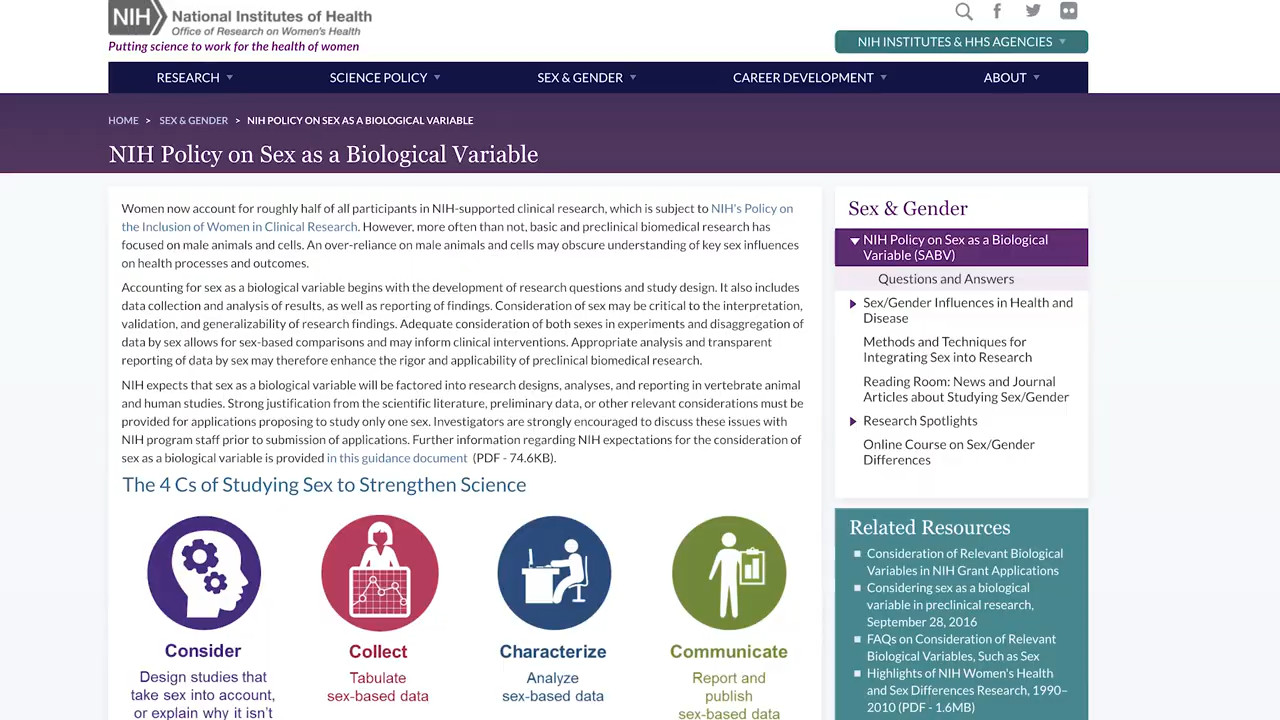 NIH National Institutes of Health
Office of Research on Women's Health
Putting science to work for the health of women
NIH INSTITUTES & HHS AGENCIES
RESEARCH
SCIENCE POLICY
SEX & GENDER
CAREER DEVELOPMENT
ABOUT
HOME > SEX & GENDER > NIH POLICY ON SEX AS A BIOLOGICAL VARIABLE
NIH Policy on Sex as a Biological Variable
Women now account for roughly half of all participants in NIH-supported clinical research, which is subject to NIH's Policy on
the Inclusion of Women in Clinical Research. However, more often than not, basic and preclinical biomedical research has
focused on male animals and cells. An over-reliance on male animals and cells may obscure understanding of key sex influences
on health processes and outcomes.
Accounting for sex as a biological variable begins with the development of research questions and study design. It also includes
data collection and analysis of results, as well as reporting of findings. Consideration of sex may be critical to the interpretation,
validation, and generalizability of research findings. Adequate consideration of both sexes in experiments and disaggregation of
data by sex allows for sex-based comparisons and may inform clinical interventions. Appropriate analysis and transparent
reporting of data by sex may therefore enhance the rigor and applicability of preclinical biomedical research.
NIH expects that sex as a biological variable will be factored into research designs, analyses, and reporting in vertebrate animal
and human studies. Strong justification from the scientific literature, preliminary data, or other relevant considerations must be
provided for applications proposing to study only one sex. Investigators are strongly encouraged to discuss these issues with
NIH program staff prior to submission of applications. Further information regarding NIH expectations for the consideration of
sex as a biological variable is provided in this guidance document (PDF - 74.6KB).
The 4 Cs of Studying Sex to Strengthen Science
Consider
Design studies that
take sex into account,
or explain why it isn't
Collect
Tabulate
sex-based data
Characterize
Analyze
sex-based data
Communicate
Report and
publish
sex-based data
Sex & Gender
NIH Policy on Sex as a Biological
Variable (SABV)
Questions and Answers
Sex/Gender Influences in Health and
Disease
Methods and Techniques for
Integrating Sex into Research
Reading Room: News and Journal
Articles about Studying Sex/Gender
Research Spotlights
Online Course on Sex/Gender
Differences
Related Resources
Consideration of Relevant Biological
Variables in NIH Grant Applications
Considering sex as a biological
variable in preclinical research,
September 28, 2016
FAQs on Consideration of Relevant
Biological Variables, Such as Sex
Highlights of NIH Women's Health
and Sex Differences Research, 1990–
2010 (PDF - 1.6MB)